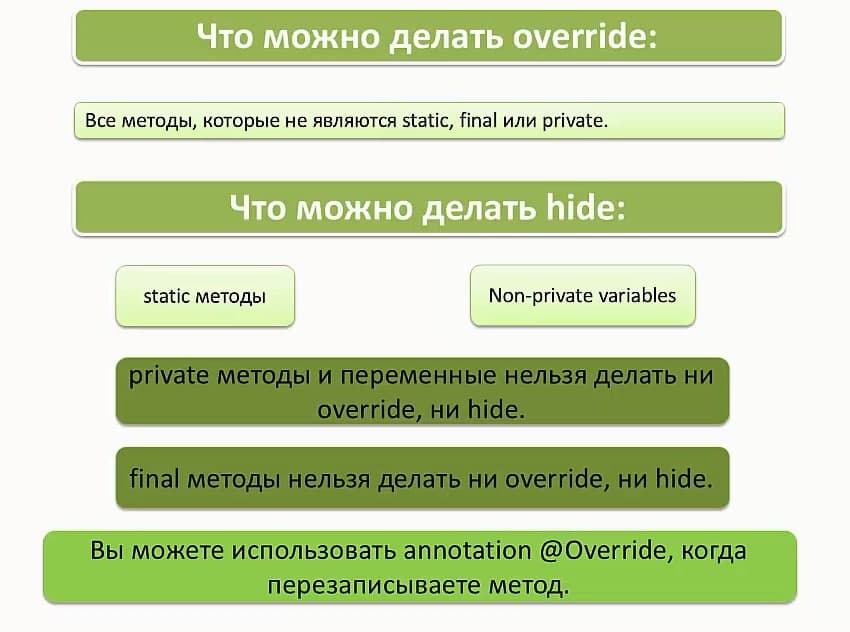 Что можно делать override:
Все методы, которые не являются static, final или private.
Что можно делать hide:
static методы
Non-private variables
private методы и переменные нельзя делать ни
override, ни hide.
final методы нельзя делать ни override, ни hide.
Вы можете использовать annotation @Override, когда
перезаписываете метод.